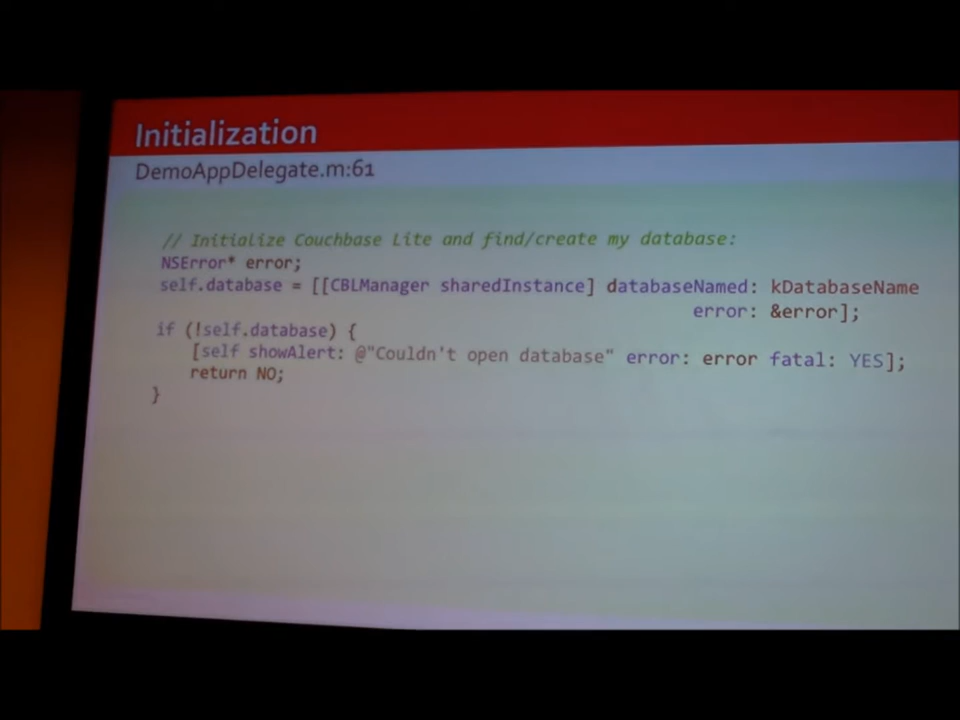 Initialization
DemoAppDelegate.m:61
// Initialize Couchbase Lite and find/create my database:
NSError* error;
self.database = [[CBLManager sharedInstance] databaseNamed: kDatabaseName
error: &error];
if (!self.database) {
[self showAlert: @"Couldn't open database" error: error fatal: YES];
return NO;
}